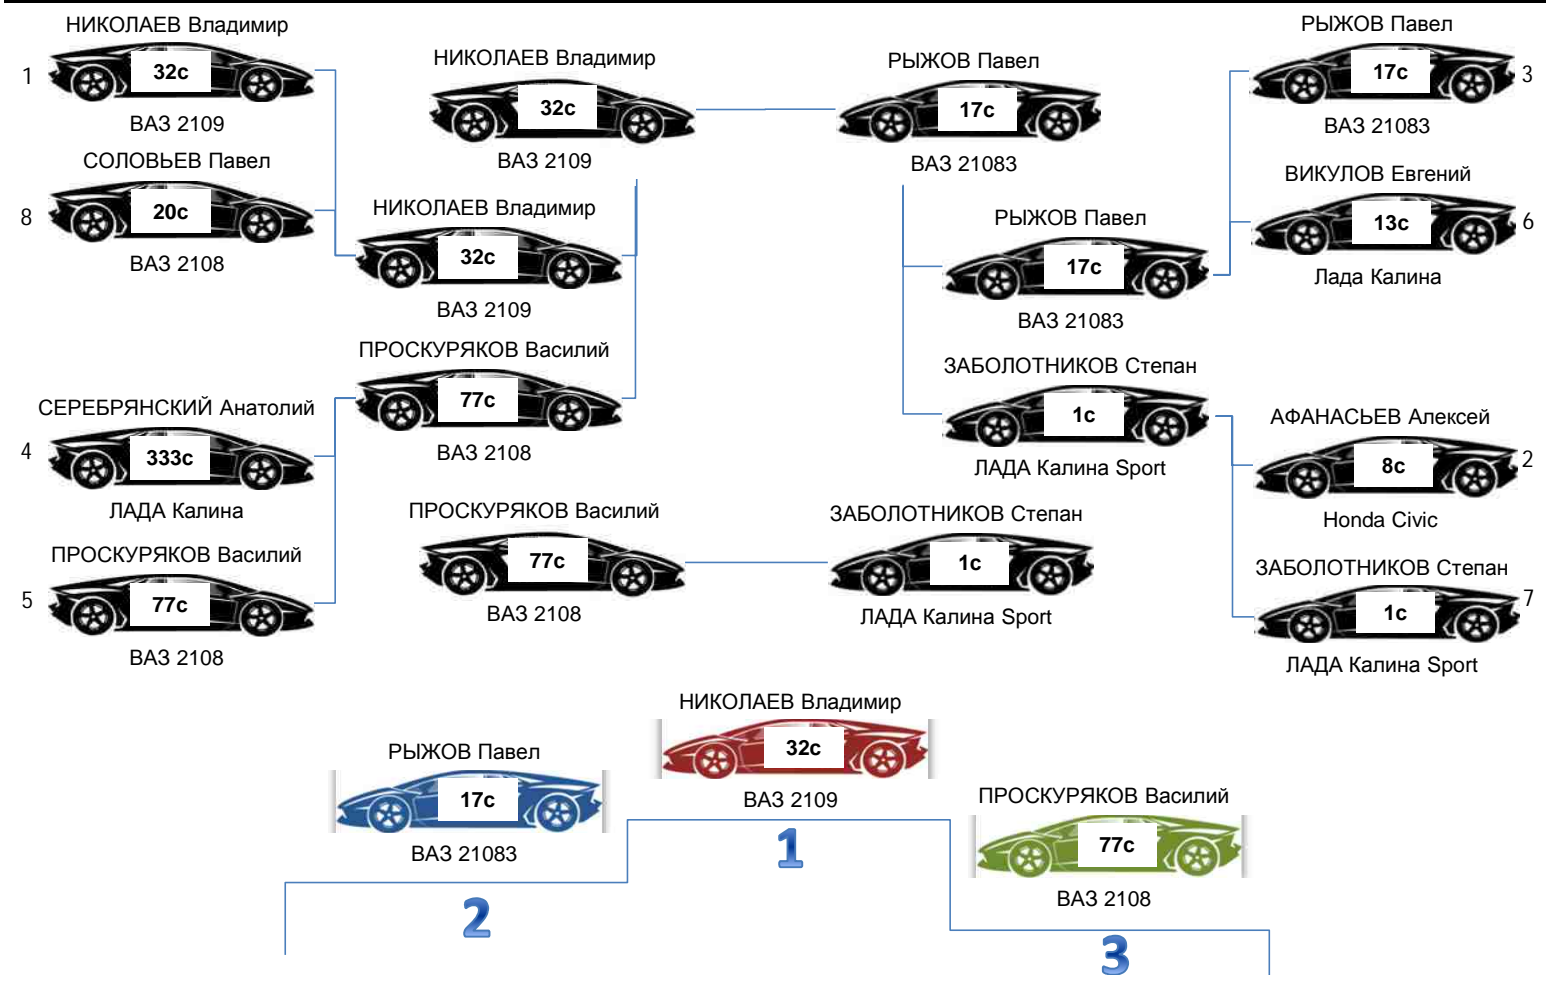 НИКОЛАЕВ Владимир
1
32с
ВАЗ 2109
СОЛОВЬЕВ Павел
8
20с
ВАЗ 2108
СЕРЕБРЯНСКИЙ Анатолий
4
333с
ЛАДА Калина
ПРОСКУРЯКОВ Василий
5
77с
ВАЗ 2108
НИКОЛАЕВ Владимир
32с
ВАЗ 2109
ПРОСКУРЯКОВ Василий
77с
ВАЗ 2108
НИКОЛАЕВ Владимир
32с
ВАЗ 2109
ПРОСКУРЯКОВ Василий
77с
ВАЗ 2108
РЫЖОВ Павел
17с
ВАЗ 21083
ЗАБОЛОТНИКОВ Степан
1с
ЛАДА Калина Sport
РЫЖОВ Павел
17с
ВАЗ 21083
ЗАБОЛОТНИКОВ Степан
1с
ЛАДА Калина Sport
РЫЖОВ Павел
17с
3
ВАЗ 21083
ВИКУЛОВ Евгений
13с
6
Лада Калина
АФАНАСЬЕВ Алексей
8с
2
Honda Civic
ЗАБОЛОТНИКОВ Степан
1с
7
ЛАДА Калина Sport
НИКОЛАЕВ Владимир
32с
ВАЗ 2109
1
РЫЖОВ Павел
17с
ВАЗ 21083
2
ПРОСКУРЯКОВ Василий
77с
ВАЗ 2108
3